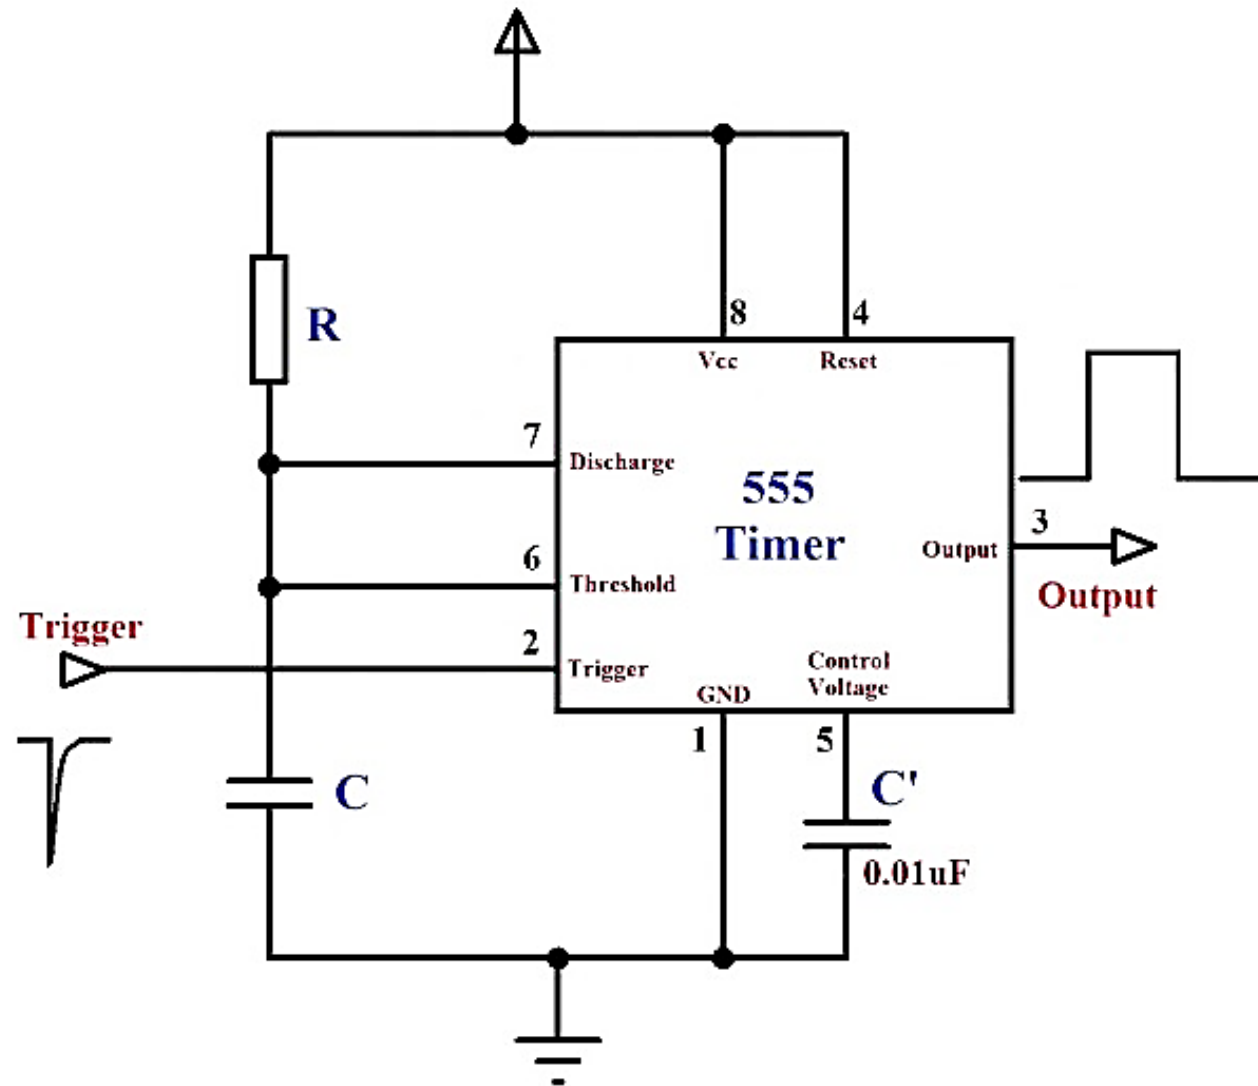 8
4
R
Vcc
Reset
7
Discharge
555
Timer
3
6
Output
Threshold
Output
Trigger
2
Trigger
Control
Voltage
GND
1
5
C
C'
0.01uF